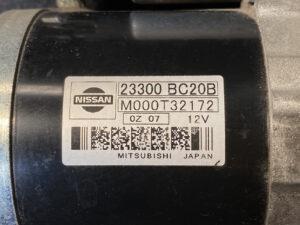 NISSAN
23300 BC20B
M000T32172
0Z 07 12V
MITSUBISHI JAPAN